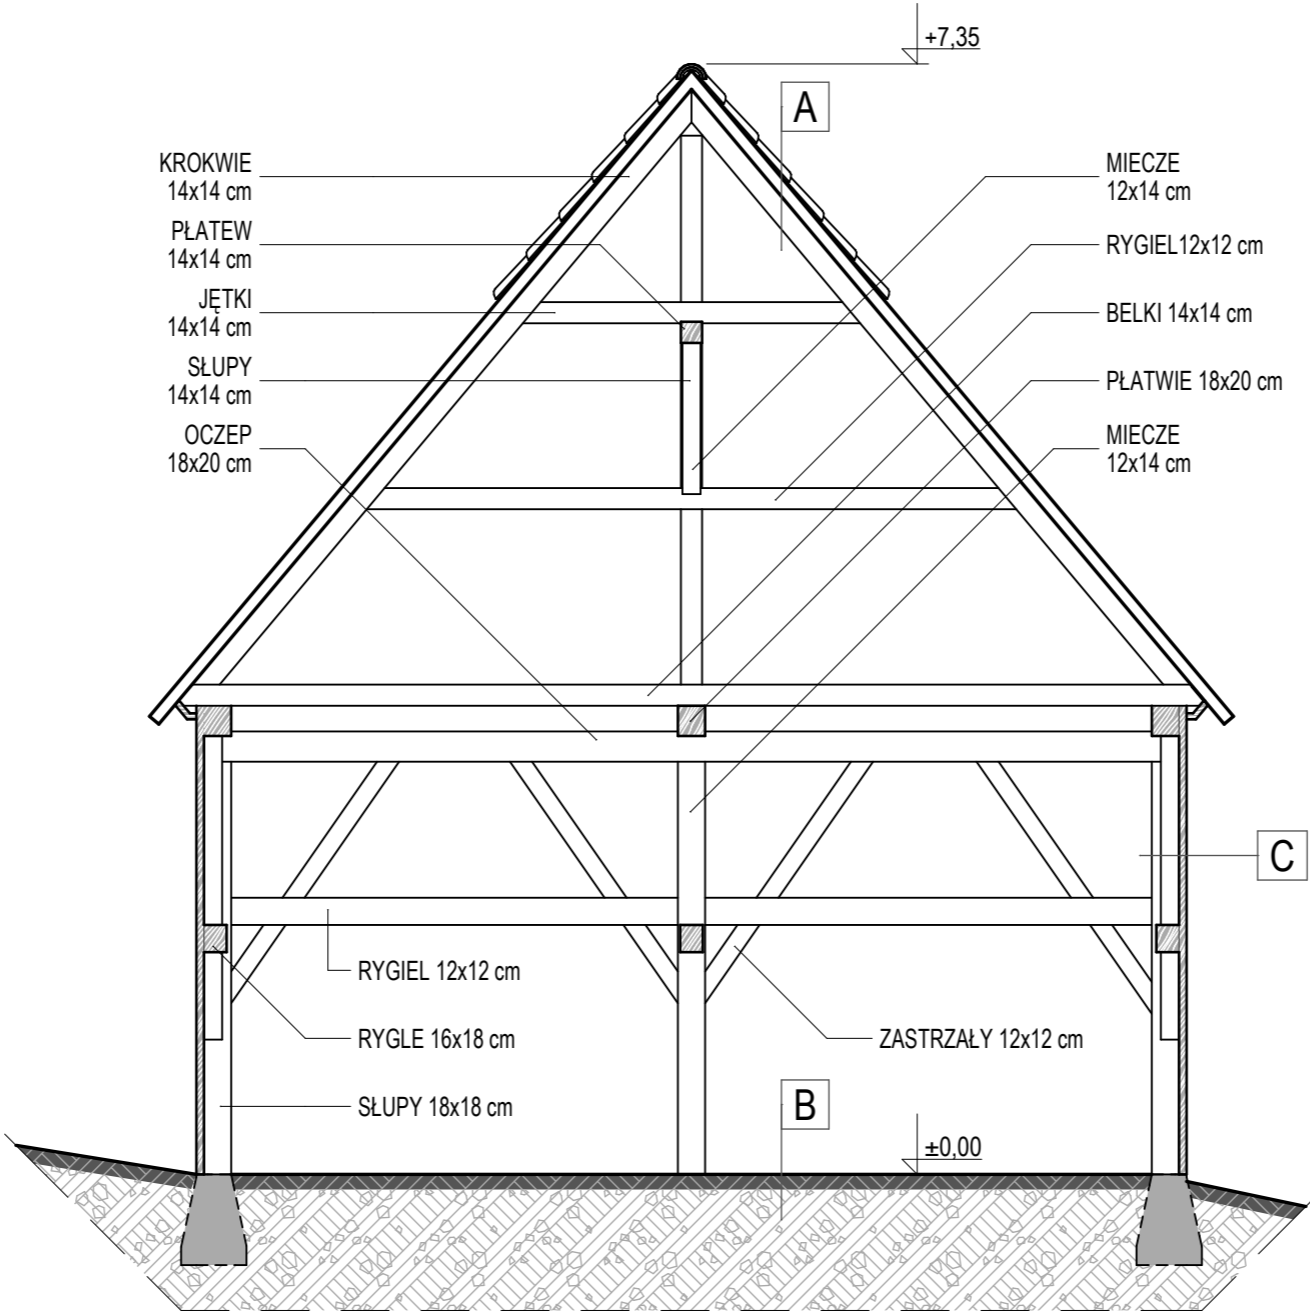 +7,35
A
KROKWIE
14x14 cm
PŁATEW
14x14 cm
JĘTKI
14x14 cm
SŁUPY
14x14 cm
OCZEP
18x20 cm
MIECZE
12x14 cm
RYGIEL12x12 cm
BELKI 14x14 cm
PŁATWIE 18x20 cm
MIECZE
12x14 cm
C
RYGIEL 12x12 cm
RYGLE 16x18 cm
ZASTRZAŁY 12x12 cm
SŁUPY 18x18 cm
B
±0,00